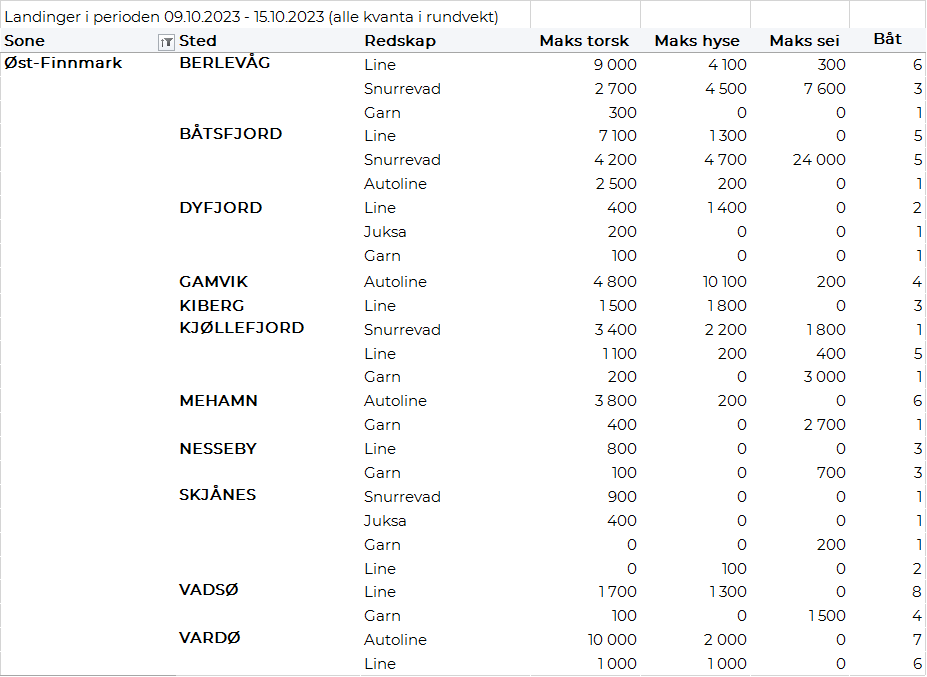 Landinger i perioden 09.10.2023 - 15.10.2023 (alle kvanta i rundvekt)
Sone Sted Redskap Maks torsk Maks hyse Maks sei Båt
Øst-Finnmark BERLEVÅG Line 9 000 4 100 300 6
Snurrevad 2 700 4 500 7 600 3
Garn 300 0 0 1
BÅTSFJORD Line 7 100 1 300 0 5
Snurrevad 4 200 4 700 24 000 5
Autoline 2 500 200 0 1
DYFJORD Line 400 1 400 0 2
Juksa 200 0 0 1
Garn 100 0 0 1
GAMVIK Autoline 4 800 10 100 200 4
KIBERG Line 1 500 1 800 0 3
KJØLLEFJORD Snurrevad 3 400 2 200 1 800 1
Line 1 100 200 400 5
Garn 200 0 3 000 1
MEHAMN Autoline 3 800 200 0 6
Garn 400 0 2 700 1
NESSEBY Line 800 0 0 3
Garn 100 0 700 3
SKJÅNES Snurrevad 900 0 0 1
Juksa 400 0 0 1
Garn 0 0 200 1
Line 0 100 0 2
VADSØ Line 1 700 1 300 0 8
Garn 100 0 1 500 4
VARDØ Autoline 10 000 2 000 0 7
Line 1 000 1 000 0 6